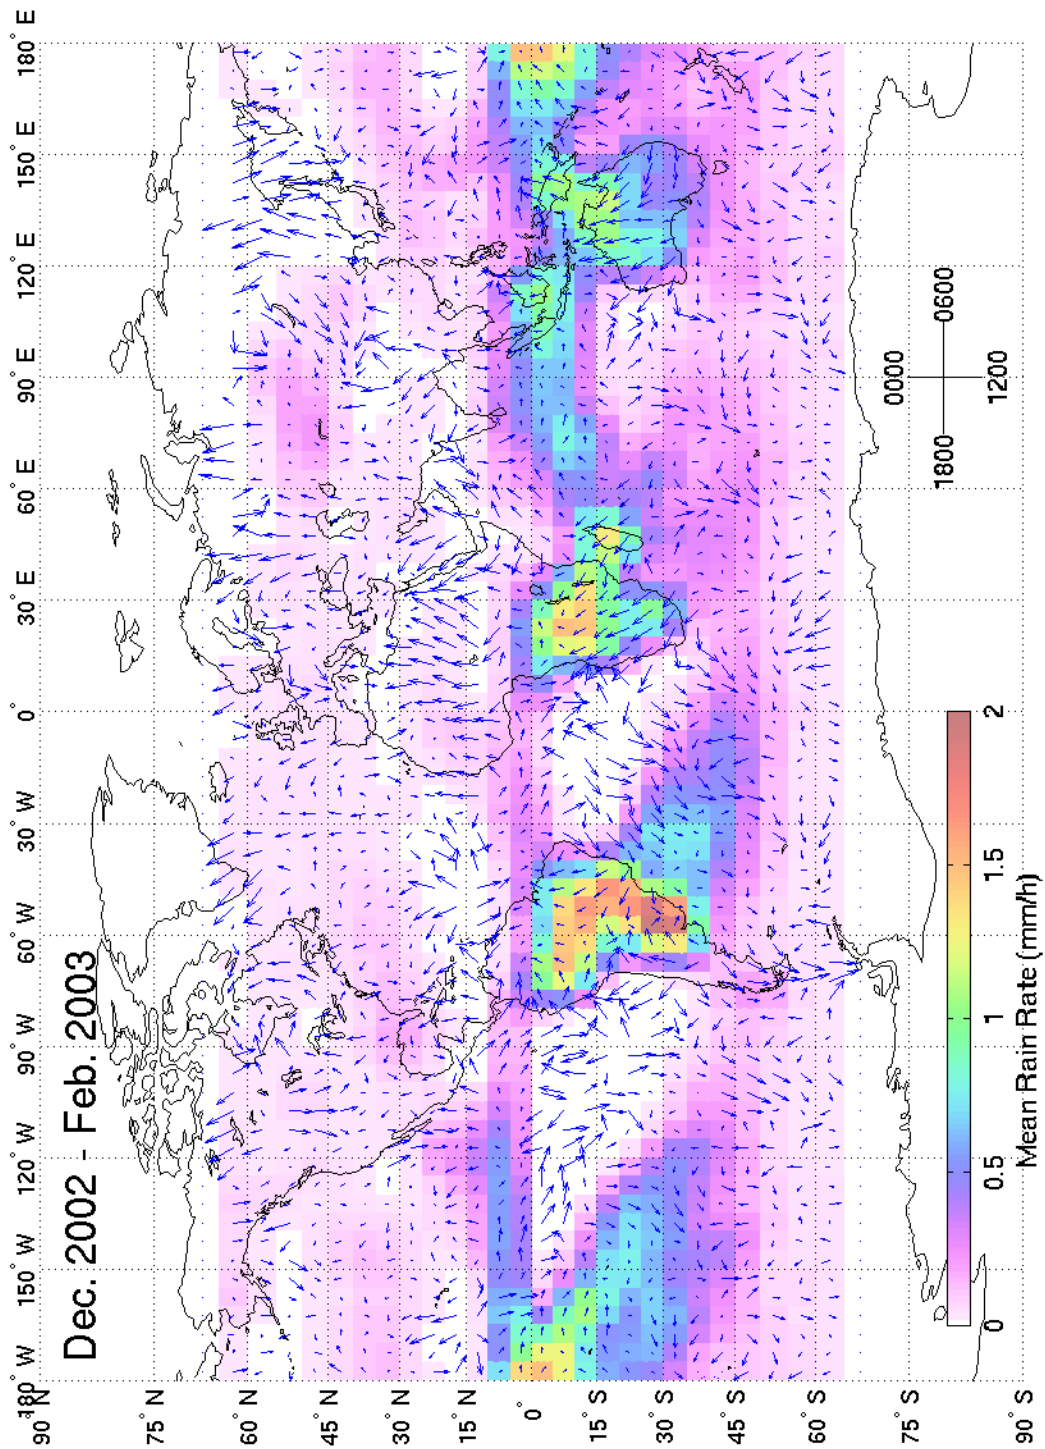 Dec. 2002 - Feb. 2003
90° N
75° N
60° N
45° N
30° N
15° N
0°
15° S
30° S
45° S
60° S
75° S
90° S
180° W
150° W
120° W
90° W
60° W
30° W
0°
30° E
60° E
90° E
120° E
150° E
180° E
0000
1800
0600
1200
0
0.5
1
1.5
2
Mean Rain Rate (mm/h)